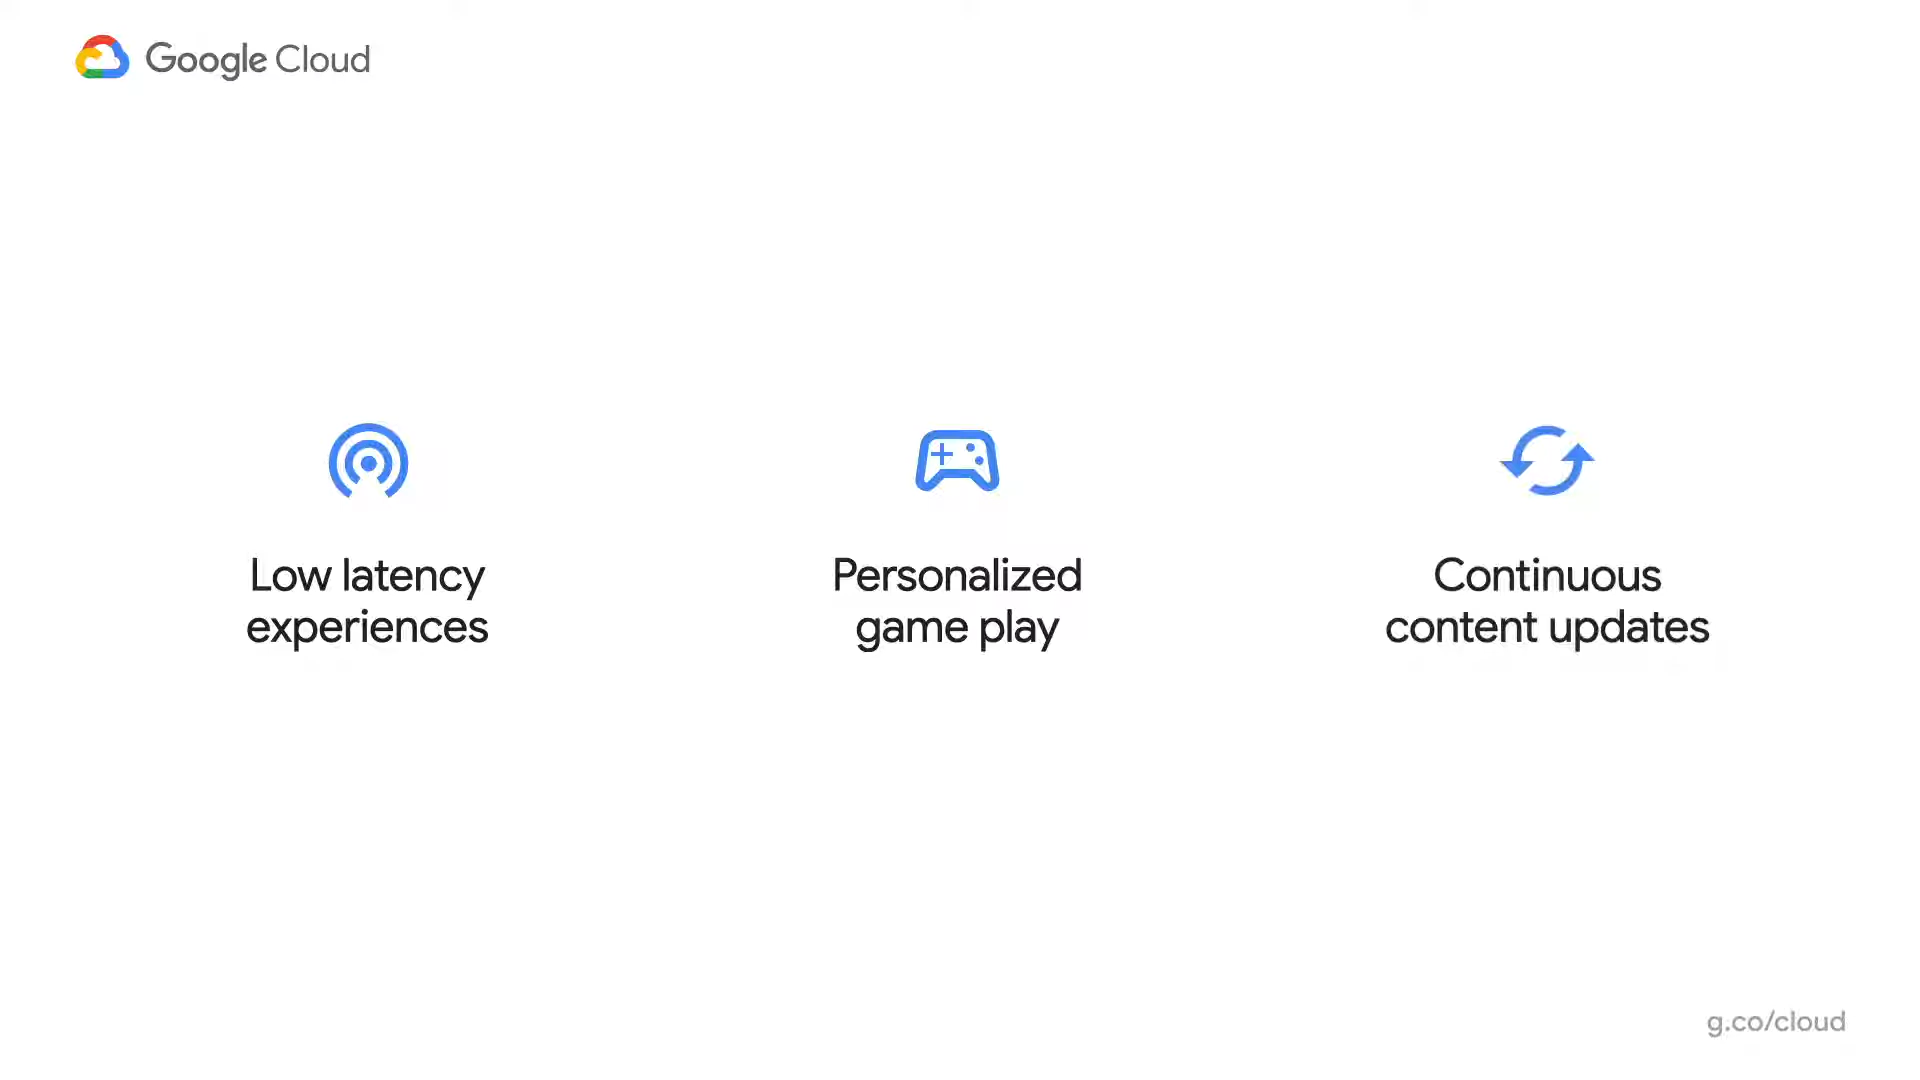 Google Cloud
Low latency
experiences
Personalized
game play
Continuous
content updates
g.co/cloud